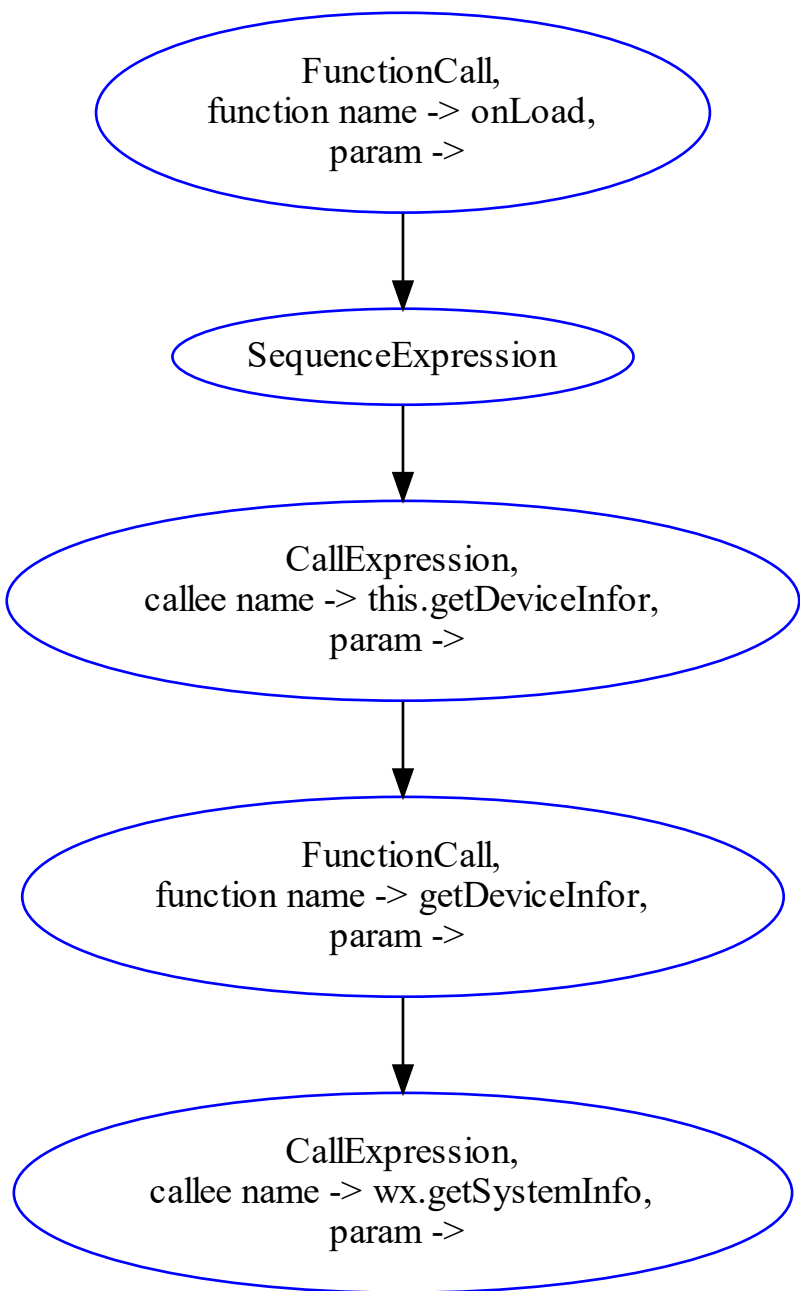 FunctionCall,
function name -> onLoad,
param ->
SequenceExpression
CallExpression,
callee name -> this.getDeviceInfor,
param ->
FunctionCall,
function name -> getDeviceInfor,
param ->
CallExpression,
callee name -> wx.getSystemInfo,
param ->